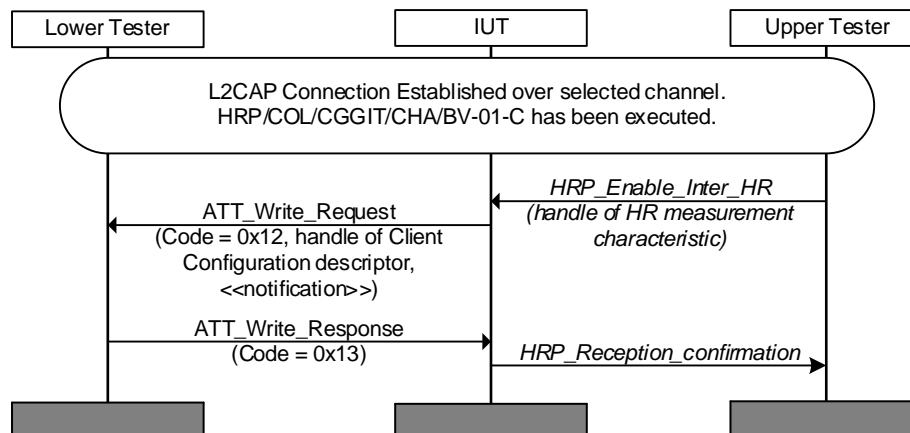 Lower Tester
IUT
Upper Tester
L2CAP Connection Established over selected channel.
HRP/COL/CGGIT/CHA/BV-01-C has been executed.
HRP_Enable_Inter_HR
(handle of HR measurement
characteristic)
ATT_Write_Request
(Code = 0x12, handle of Client
Configuration descriptor,
<<notification>>)
ATT_Write_Response
(Code = 0x13)
HRP_Reception_confirmation